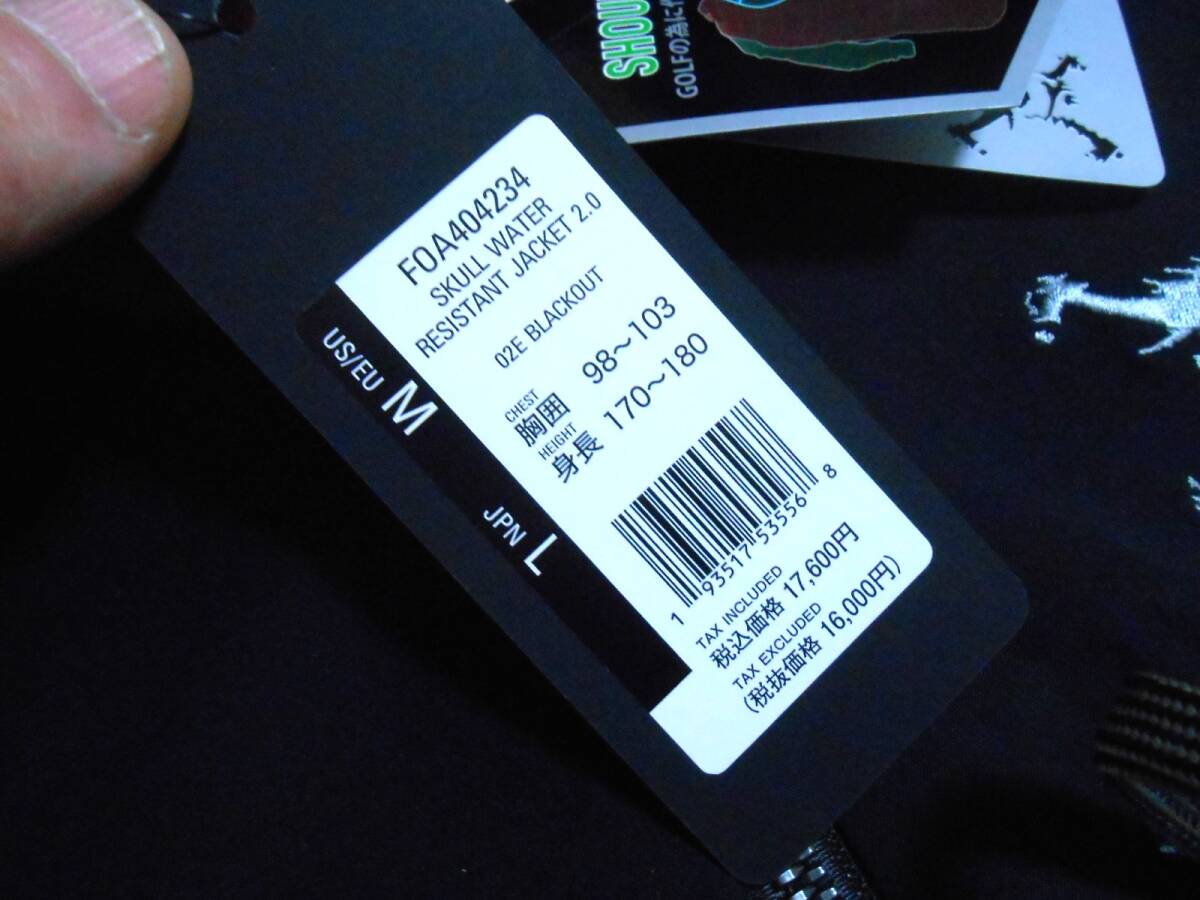 SHOU
GOLFの為に作
FOA404234
SKULL WATER
RESISTANT JACKET 2.0
02E BLACKOUT
US/EU M
JPN L
CHEST
胸囲 98～103
HEIGHT
身長 170～180
1 93517 53556 8
TAX INCLUDED
税込価格 17,600円
TAX EXCLUDED
(税抜価格 16,000円)